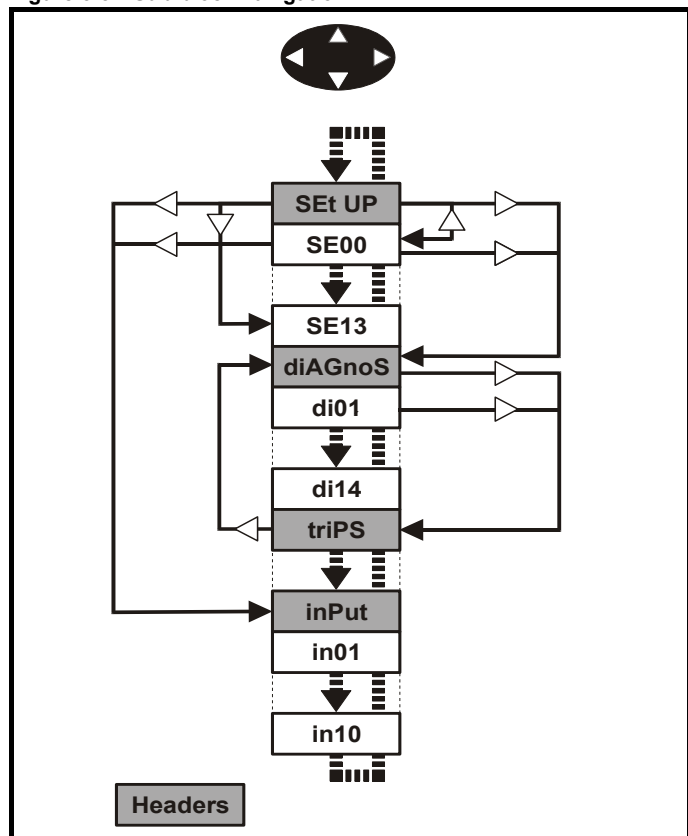 SEt UP
SE00
SE13
diAGnoS
di01
di14
triPS
inPut
in01
in10
Headers